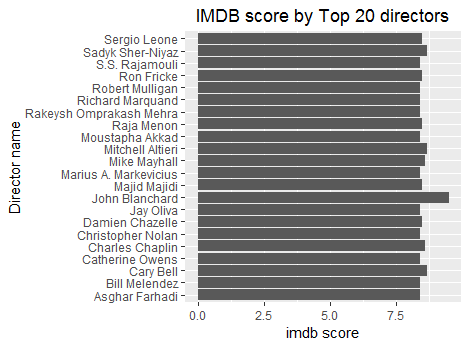 IMDB score by Top 20 directors
Director name
Sergio Leone
Sadyk Sher-Niyaz
S.S. Rajamouli
Ron Fricke
Robert Mulligan
Richard Marquand
Rakeysh Omprakash Mehra
Raja Menon
Moustapha Akkad
Mitchell Altieri
Mike Mayhall
Marius A. Markevicius
Majid Majidi
John Blanchard
Jay Oliva
Damien Chazelle
Christopher Nolan
Charles Chaplin
Catherine Owens
Cary Bell
Bill Melendez
Asghar Farhadi
0.0 2.5 5.0 7.5
imdb score